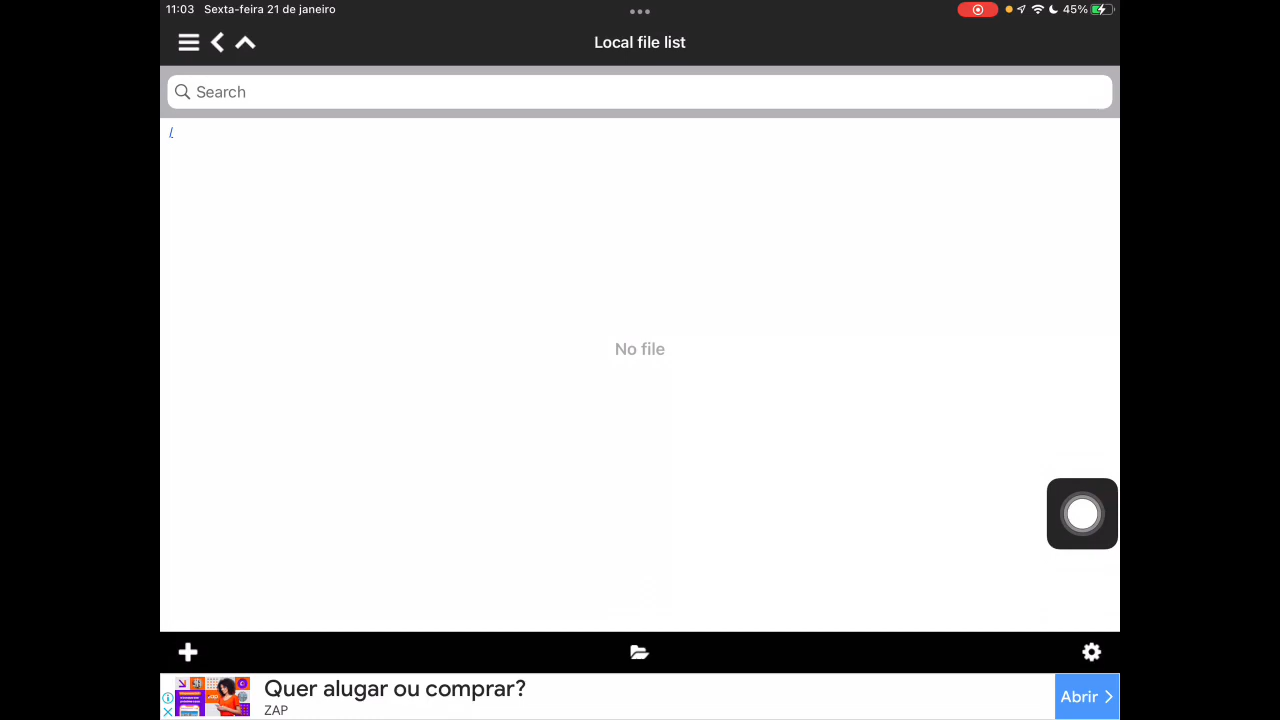 11:03 Sexta-feira 21 de janeiro
45%
Local file list
Search
/
No file
Quer alugar ou comprar?
ZAP
Abrir